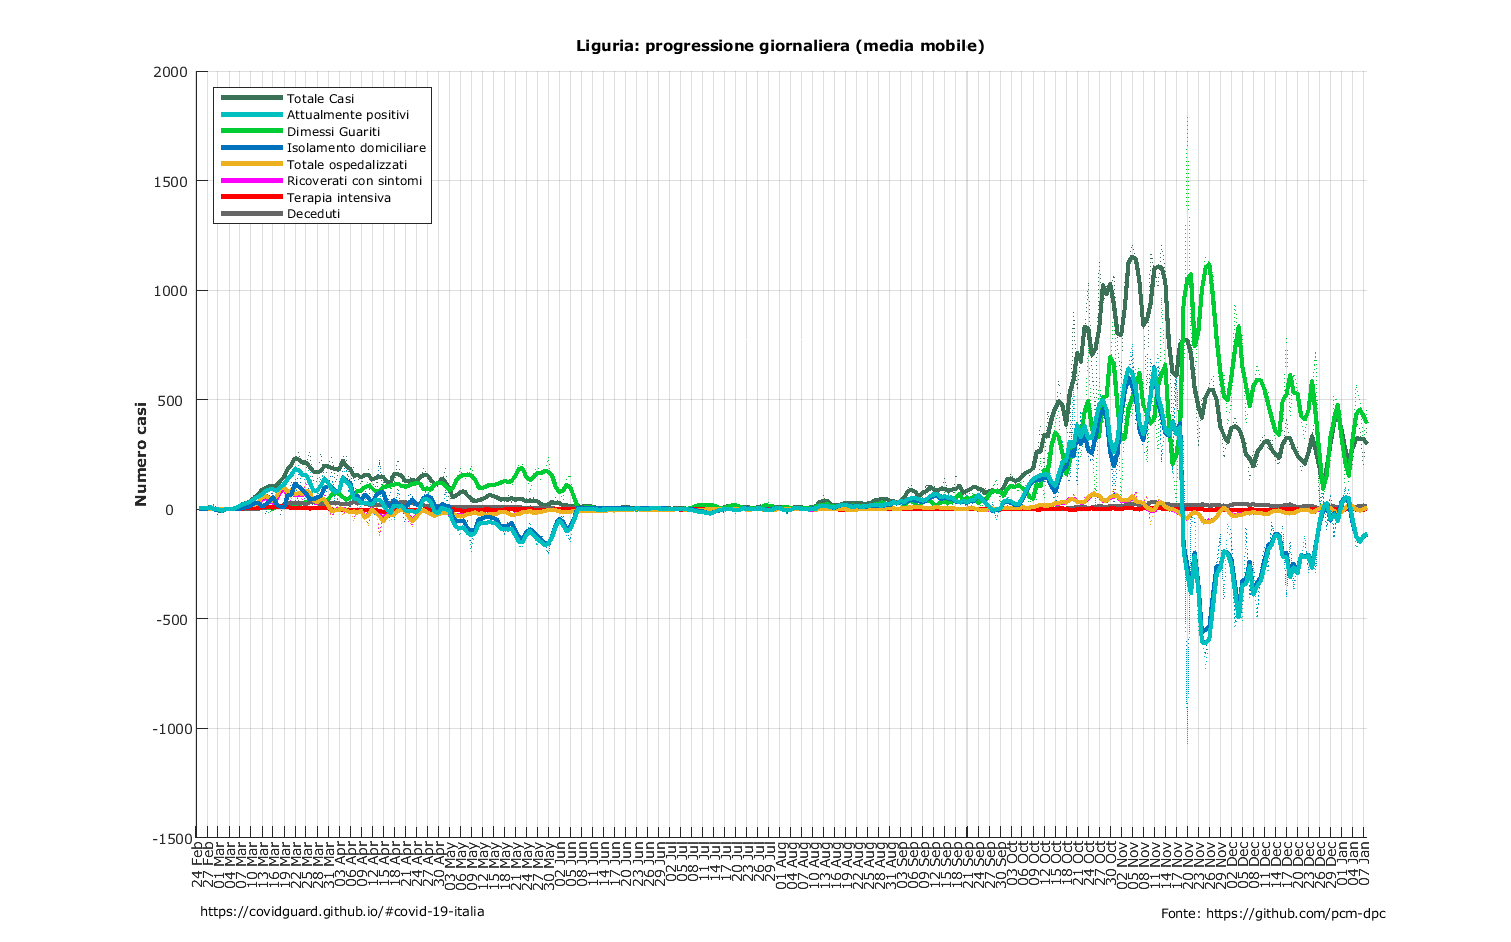 Liguria: progressione giornaliera (media mobile)
Totale Casi
Attualmente positivi
Dimessi Guariti
Isolamento domiciliare
Totale ospedalizzati
Ricoverati con sintomi
Terapia intensiva
Deceduti
Numero casi
2000
1500
1000
500
0
-500
-1000
-1500
24 Feb
27 Feb
01 Mar
04 Mar
07 Mar
10 Mar
13 Mar
16 Mar
19 Mar
22 Mar
25 Mar
28 Mar
31 Mar
03 Apr
06 Apr
09 Apr
12 Apr
15 Apr
18 Apr
21 Apr
24 Apr
27 Apr
30 Apr
03 May
06 May
09 May
12 May
15 May
18 May
21 May
24 May
27 May
30 May
02 Jun
05 Jun
08 Jun
11 Jun
14 Jun
17 Jun
20 Jun
23 Jun
26 Jun
29 Jun
02 Jul
05 Jul
08 Jul
11 Jul
14 Jul
17 Jul
20 Jul
23 Jul
26 Jul
29 Jul
01 Aug
04 Aug
07 Aug
10 Aug
13 Aug
16 Aug
19 Aug
22 Aug
25 Aug
28 Aug
31 Aug
03 Sep
06 Sep
09 Sep
12 Sep
15 Sep
18 Sep
21 Sep
24 Sep
27 Sep
30 Sep
03 Oct
06 Oct
09 Oct
12 Oct
15 Oct
18 Oct
21 Oct
24 Oct
27 Oct
30 Oct
02 Nov
05 Nov
08 Nov
11 Nov
14 Nov
17 Nov
20 Nov
23 Nov
26 Nov
29 Nov
02 Dec
05 Dec
08 Dec
11 Dec
14 Dec
17 Dec
20 Dec
23 Dec
26 Dec
29 Dec
01 Jan
04 Jan
07 Jan
https://covidguard.github.io/#covid-19-italia
Fonte: https://github.com/pcm-dpc